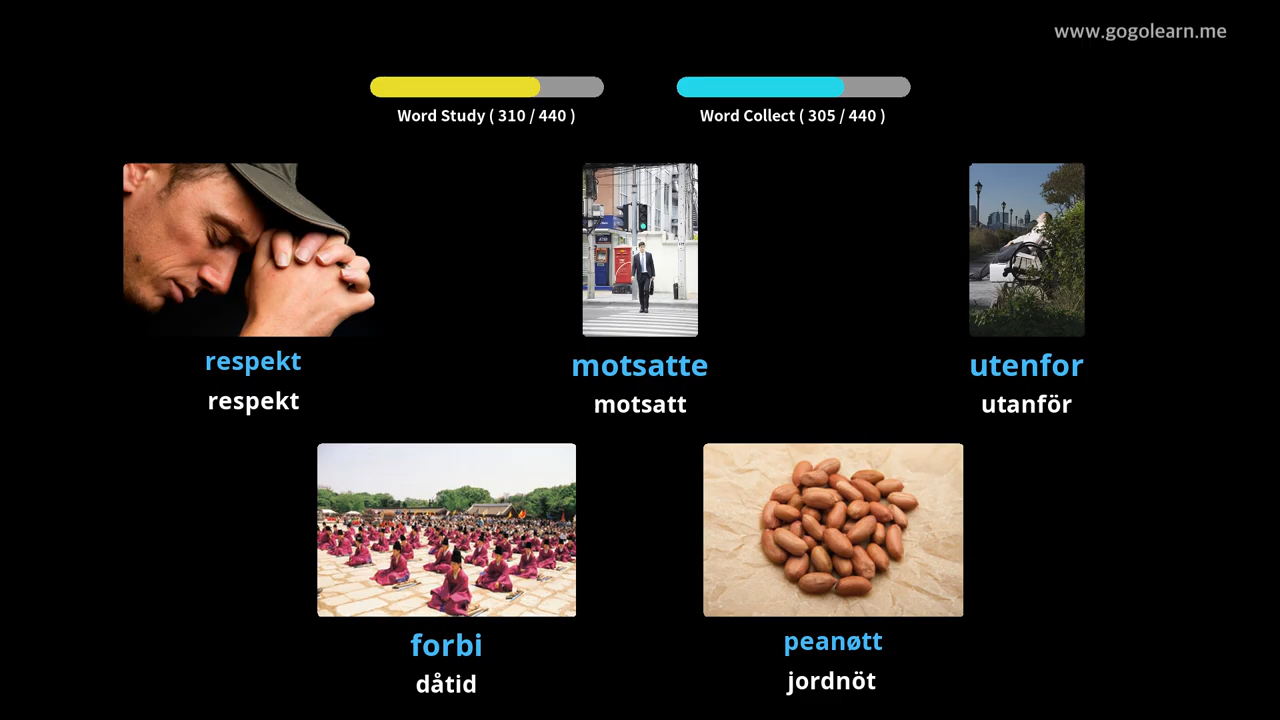 www.gogolearn.me
Word Study ( 310 / 440 )
Word Collect ( 305 / 440 )
respekt
respekt
motsatte
motsatt
utenfor
utanför
forbi
dåtid
peanøtt
jordnöt